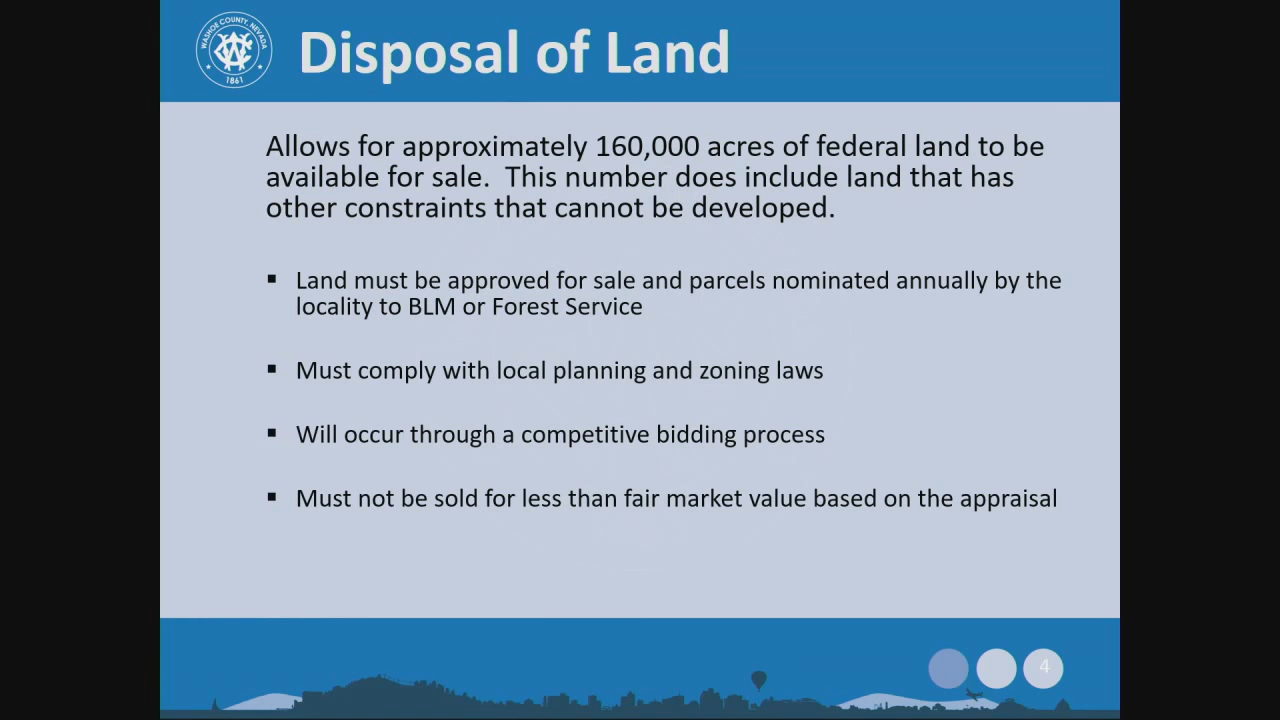 WASHOE COUNTY, NEVADA
1861
Disposal of Land
Allows for approximately 160,000 acres of federal land to be
available for sale.  This number does include land that has
other constraints that cannot be developed.
▪ Land must be approved for sale and parcels nominated annually by the
locality to BLM or Forest Service
▪ Must comply with local planning and zoning laws
▪ Will occur through a competitive bidding process
▪ Must not be sold for less than fair market value based on the appraisal
4